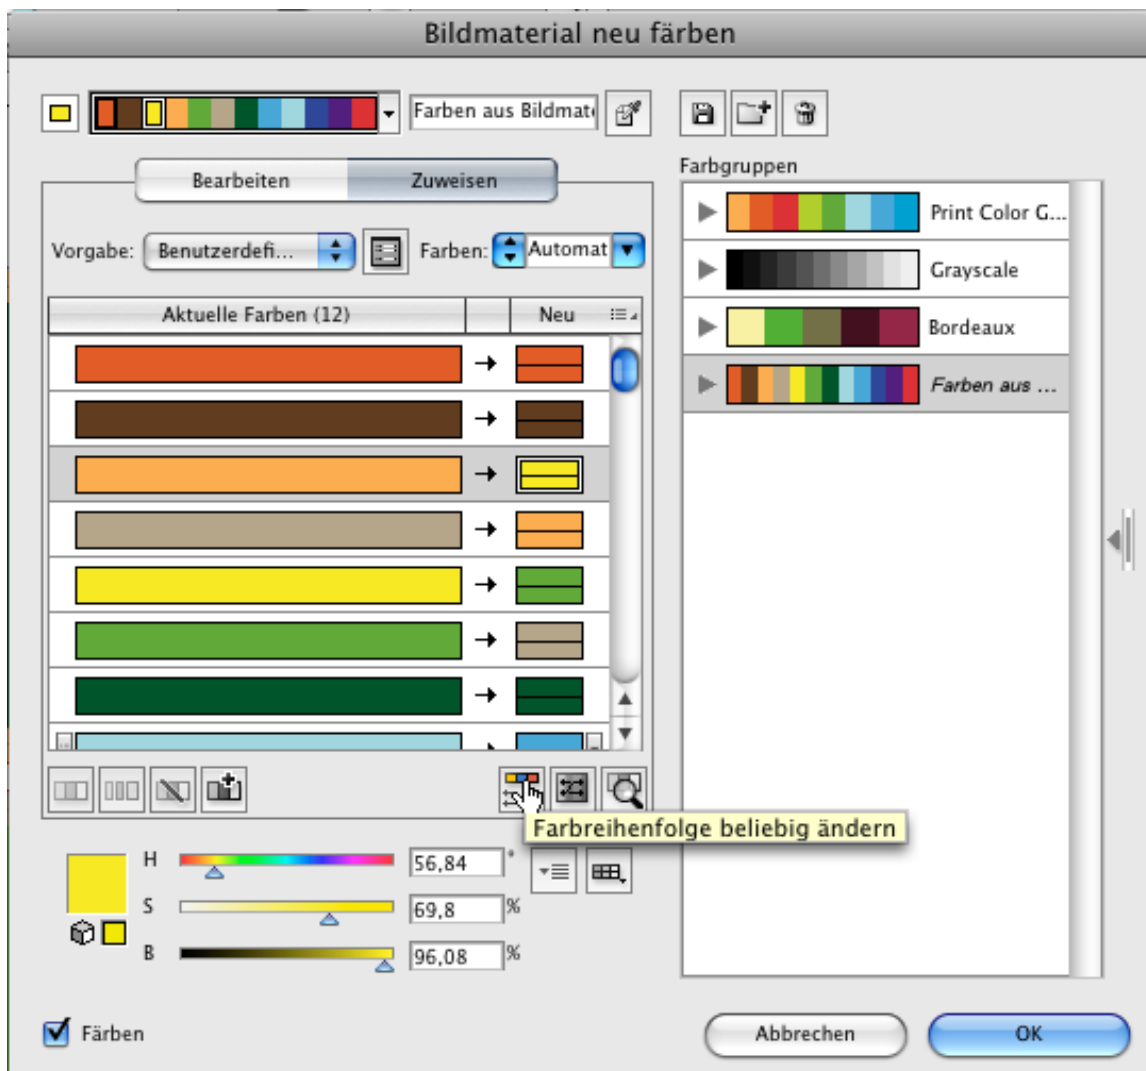 Bildmaterial neu färben
Farben aus Bildmat
Farbgruppen
Bearbeiten Zuweisen
Vorgabe: Benutzerdefi... Farben: Automat
Aktuelle Farben (12) Neu
Print Color G...
Grayscale
Bordeaux
Farben aus ...
Farbreihenfolge beliebig ändern
H 56,84 °
S 69,8 %
B 96,08 %
Färben
Abbrechen OK